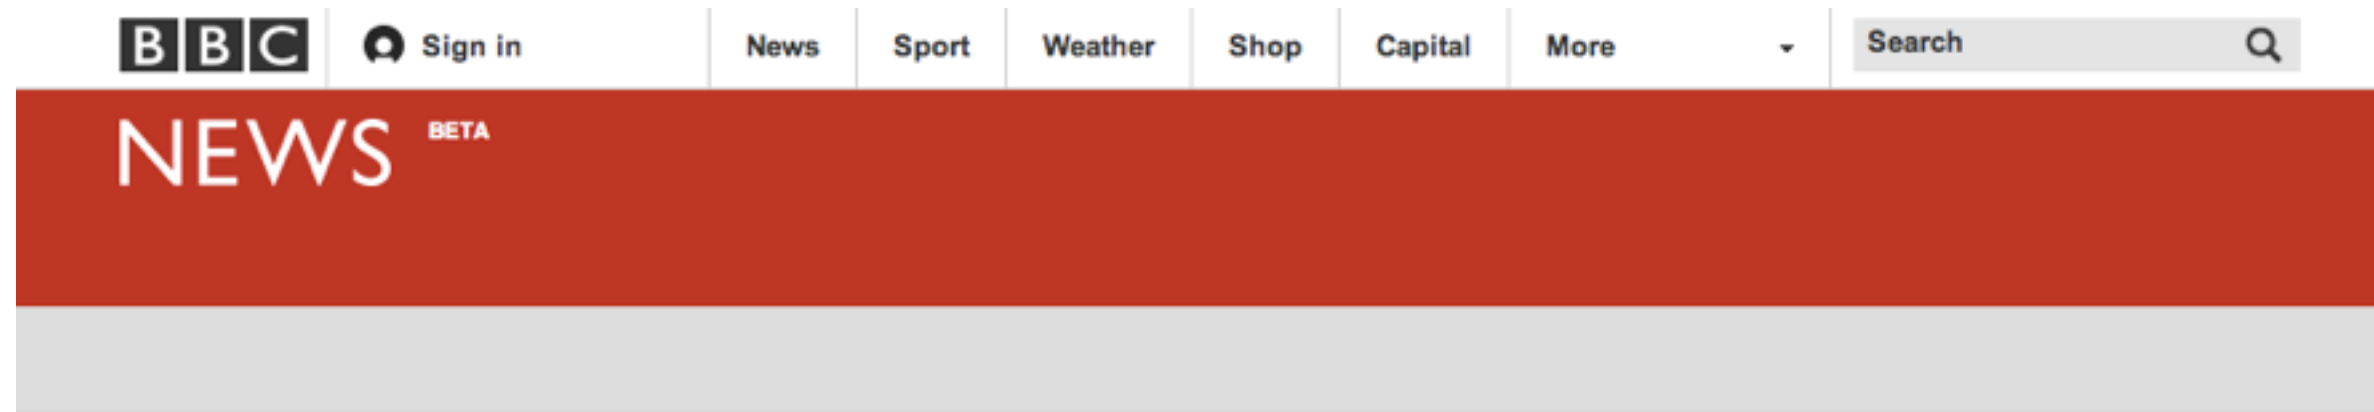 BBC Sign in News Sport Weather Shop Capital More Search
NEWS BETA